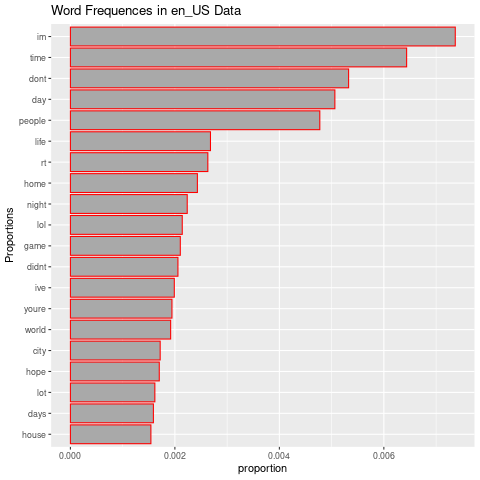 Word Frequences in en_US Data
Proportions
im
time
dont
day
people
life
rt
home
night
lol
game
didnt
ive
youre
world
city
hope
lot
days
house
0.000 0.002 0.004 0.006
proportion